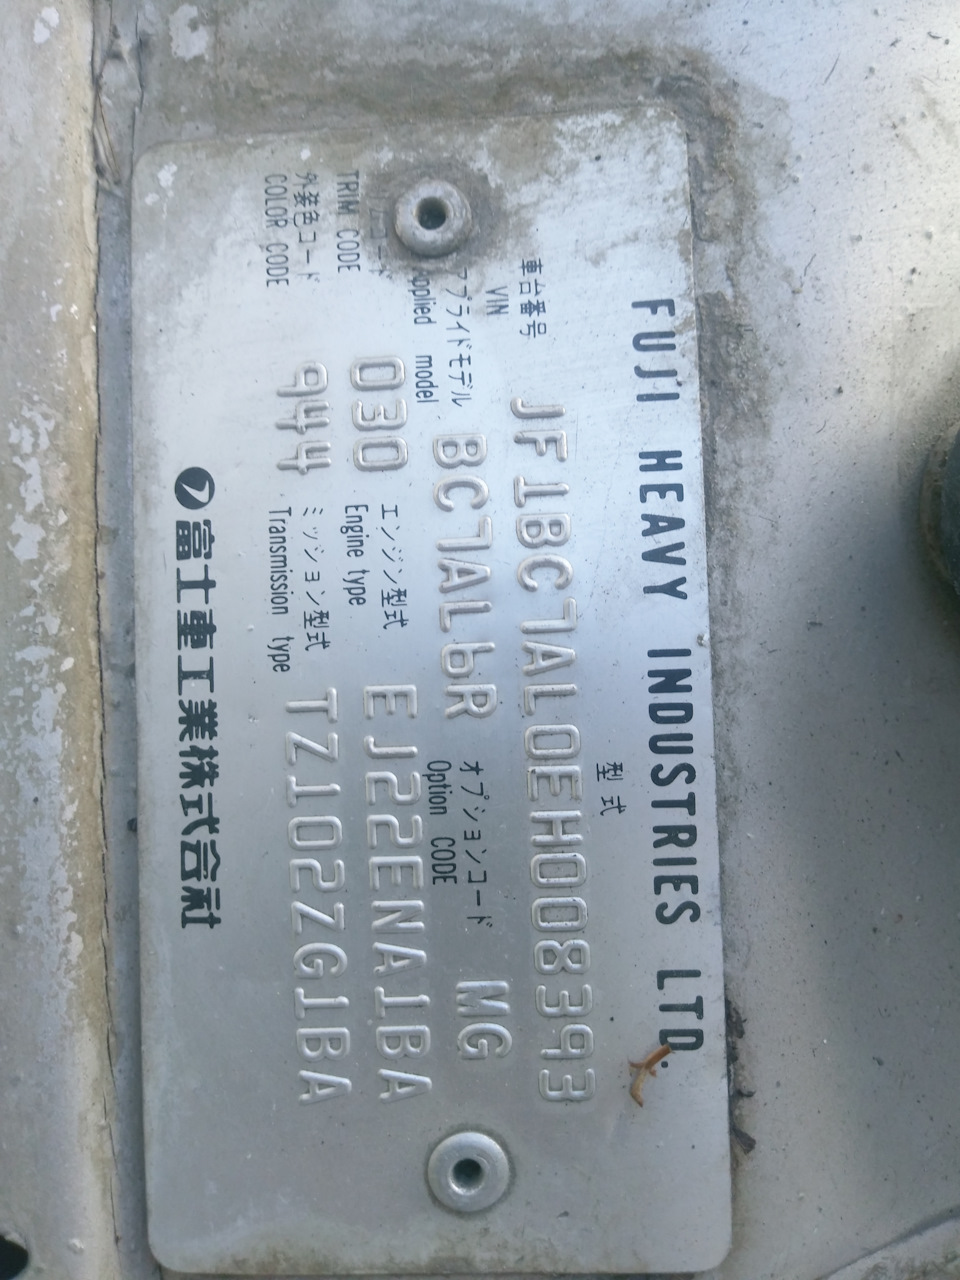 FUJI HEAVY INDUSTRIES LTD.
型式
車台番号
VIN JF1BC7AL0EH008393
アプライドモデル オプションコード
Applied model BC7AL6R Option CODE MG
コード エンジン型式
TRIM CODE 030 Engine type EJ22ENA1BA
外装色コード ミッション型式
COLOR CODE 944 Transmission type TZ102ZG1BA
富士重工業株式会社